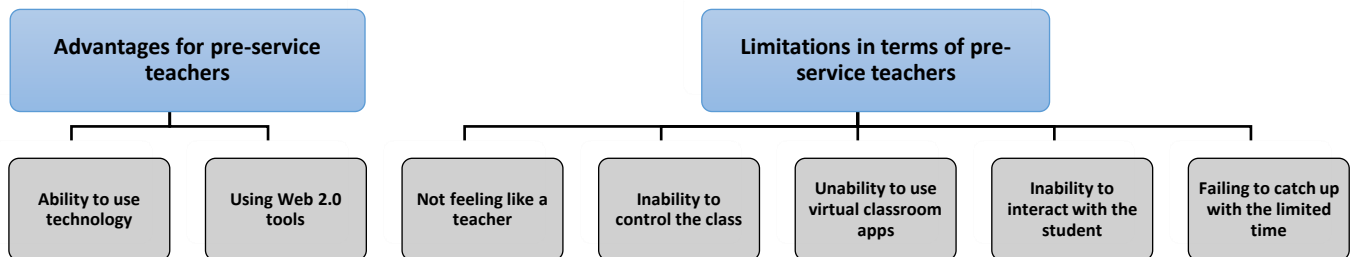 Advantages for pre-service
teachers
Limitations in terms of pre-
service teachers
Ability to use
technology
Using Web 2.0
tools
Not feeling like a
teacher
Inability to
control the class
Unability to use
virtual classroom
apps
Inability to
interact with the
student
Failing to catch up
with the limited
time